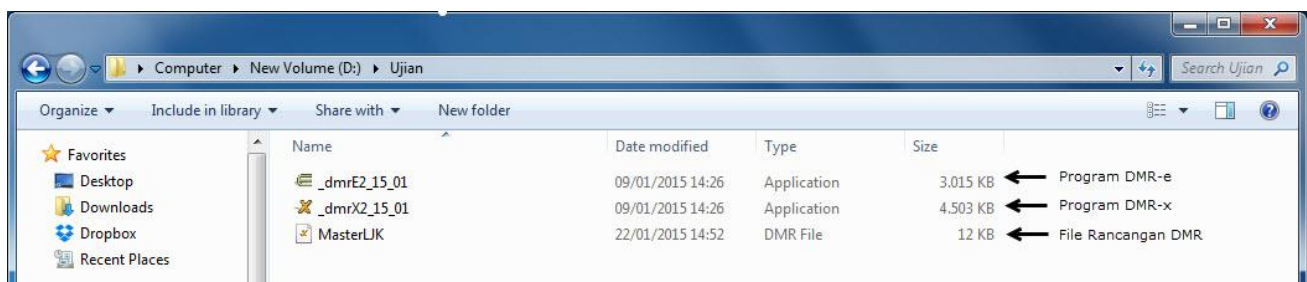 Computer ▸ New Volume (D:) ▸ Ujian
Search Ujian
Organize Include in library Share with New folder
Favorites
Desktop
Downloads
Dropbox
Recent Places
Name Date modified Type Size
_dmrE2_15_01 09/01/2015 14:26 Application 3.015 KB Program DMR-e
_dmrX2_15_01 09/01/2015 14:26 Application 4.503 KB Program DMR-x
MasterLJK 22/01/2015 14:52 DMR File 12 KB File Rancangan DMR